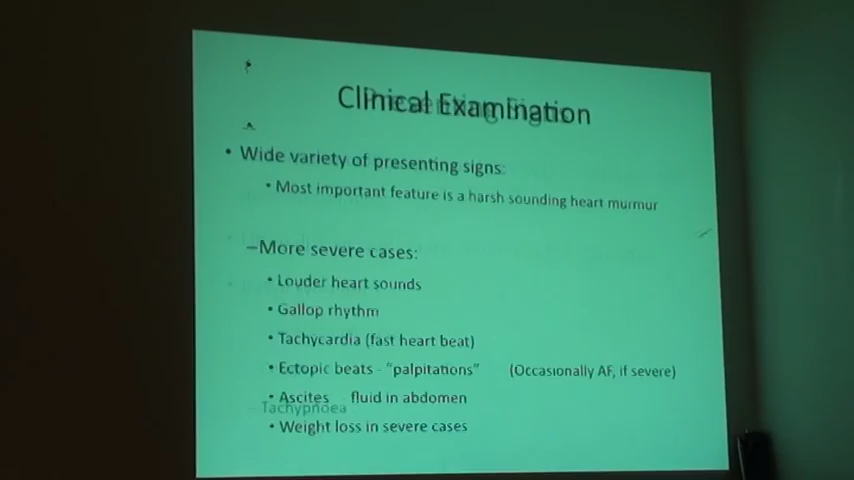 Clinical Examination
• Wide variety of presenting signs:
• Most important feature is a harsh sounding heart murmur
–More severe cases:
• Louder heart sounds
• Gallop rhythm
• Tachycardia (fast heart beat)
• Ectopic beats - "palpitations" (Occasionally AF, if severe)
• Ascites fluid in abdomen
– Tachypnoea
• Weight loss in severe cases